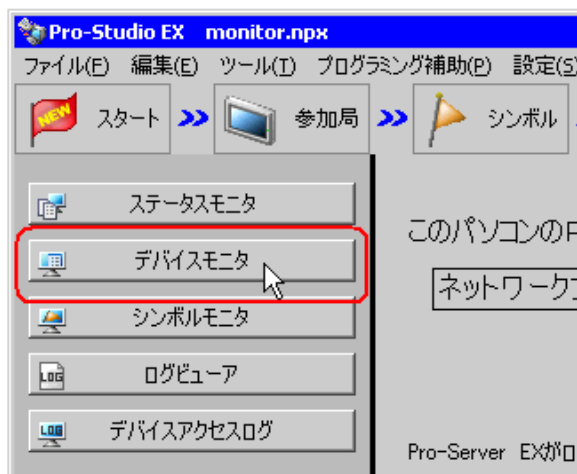 Pro-Studio EX monitor.npx
ファイル(F) 編集(E) ツール(T) プログラミング補助(P) 設定(S)
NEW スタート 参加局 シンボル
ステータスモニタ
このパソコンの
デバイスモニタ
ネットワーク
シンボルモニタ
LOG ログビューア
LOG デバイスアクセスログ
Pro-Server EXが